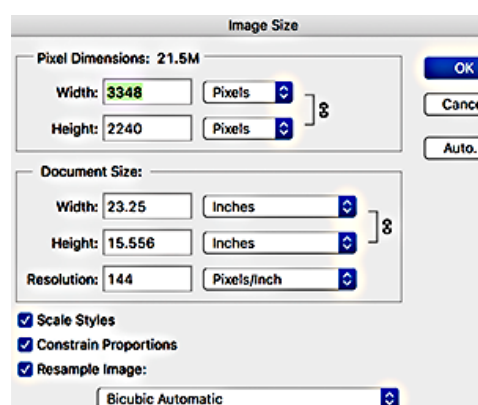 Image Size
Pixel Dimensions: 21.5M
OK
Width: 3348 Pixels
Cance
Height: 2240 Pixels
Auto.
Document Size:
Width: 23.25 Inches
Height: 15.556 Inches
Resolution: 144 Pixels/Inch
Scale Styles
Constrain Proportions
Resample Image:
Bicubic Automatic